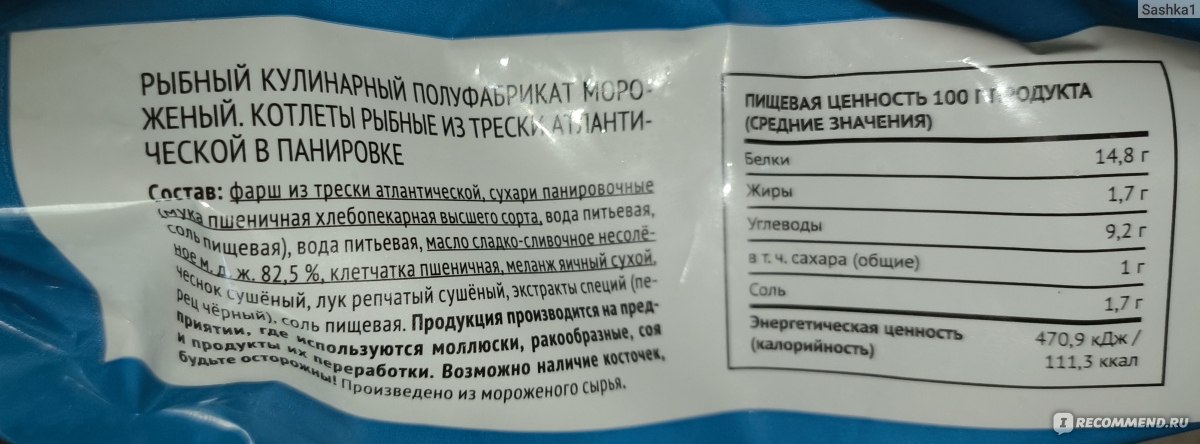 Sashka1
РЫБНЫЙ КУЛИНАРНЫЙ ПОЛУФАБРИКАТ МОРО-
ЖЕНЫЙ. КОТЛЕТЫ РЫБНЫЕ ИЗ ТРЕСКИ АТЛАНТИ-
ЧЕСКОЙ В ПАНИРОВКЕ
Состав: фарш из трески атлантической, сухари панировочные
(мука пшеничная хлебопекарная высшего сорта, вода питьевая,
соль пищевая), вода питьевая, масло сладко-сливочное несолё-
ное м. д. ж. 82,5 %, клетчатка пшеничная, меланж яичный сухой,
чеснок сушёный, лук репчатый сушёный, экстракты специй (пе-
рец чёрный), соль пищевая. Продукция производится на пред-
приятии, где используются моллюски, ракообразные, соя
и продукты их переработки. Возможно наличие косточек,
будьте осторожны! Произведено из мороженого сырья.
ПИЩЕВАЯ ЦЕННОСТЬ 100 Г ПРОДУКТА
(СРЕДНИЕ ЗНАЧЕНИЯ)
Белки 14,8 г
Жиры 1,7 г
Углеводы 9,2 г
в т. ч. сахара (общие) 1 г
Соль 1,7 г
Энергетическая ценность 470,9 кДж /
(калорийность) 111,3 ккал
I RECOMMEND.RU